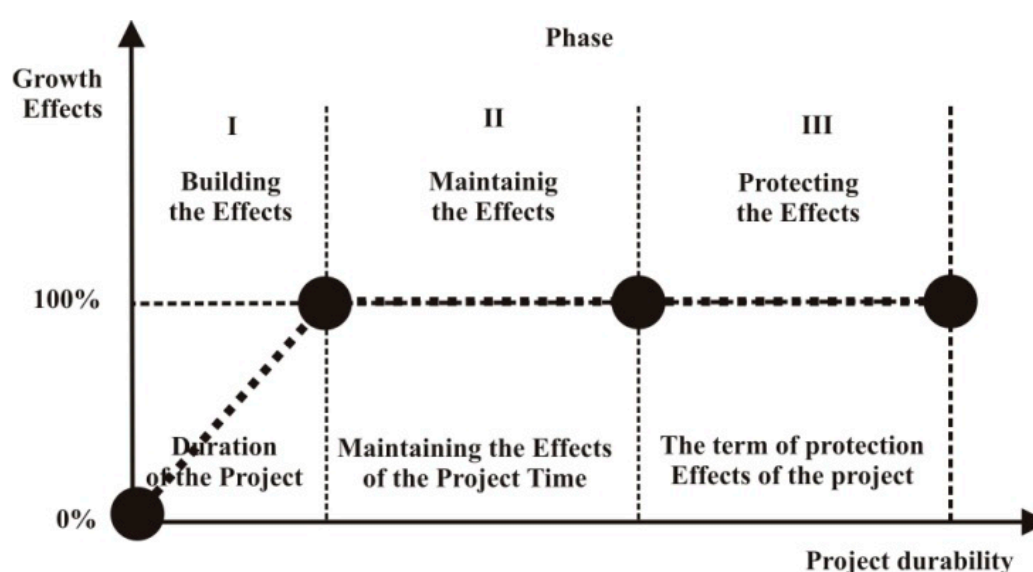 Phase
Growth
Effects
I
II
III
Building
the Effects
Maintainig
the Effects
Protecting
the Effects
100%
Duration
of the Project
Maintaining the Effects
of the Project Time
The term of protection
Effects of the project
0%
Project durability